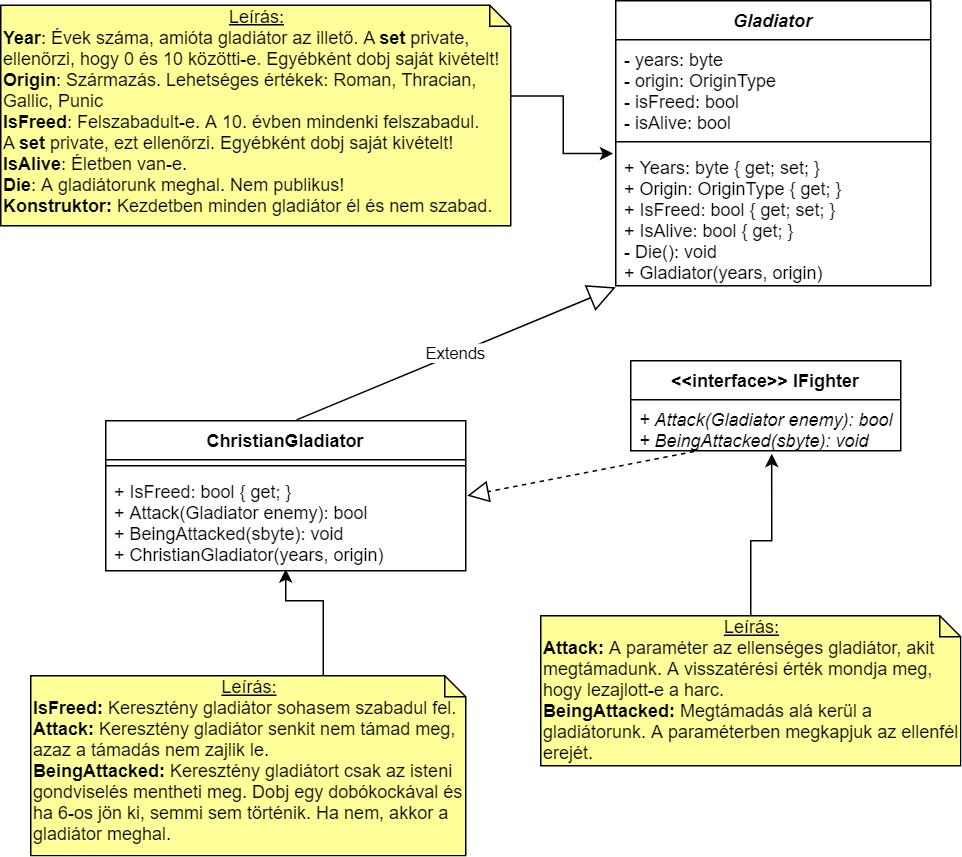 Leírás:
Year: Évek száma, amióta gladiátor az illető. A set private,
ellenőrzi, hogy 0 és 10 közötti-e. Egyébként dobj saját kivételt!
Origin: Származás. Lehetséges értékek: Roman, Thracian,
Gallic, Punic
IsFreed: Felszabadult-e. A 10. évben mindenki felszabadul.
A set private, ezt ellenőrzi. Egyébként dobj saját kivételt!
IsAlive: Életben van-e.
Die: A gladiátorunk meghal. Nem publikus!
Konstruktor: Kezdetben minden gladiátor él és nem szabad.
Gladiator
- years: byte
- origin: OriginType
- isFreed: bool
- isAlive: bool
+ Years: byte { get; set; }
+ Origin: OriginType { get; }
+ IsFreed: bool { get; set; }
+ IsAlive: bool { get; }
- Die(): void
+ Gladiator(years, origin)
Extends
<<interface>> IFighter
+ Attack(Gladiator enemy): bool
+ BeingAttacked(sbyte): void
ChristianGladiator
+ IsFreed: bool { get; }
+ Attack(Gladiator enemy): bool
+ BeingAttacked(sbyte): void
+ ChristianGladiator(years, origin)
Leírás:
Attack: A paraméter az ellenséges gladiátor, akit
megtámadunk. A visszatérési érték mondja meg,
hogy lezajlott-e a harc.
BeingAttacked: Megtámadás alá kerül a
gladiátorunk. A paraméterben megkapjuk az ellenfél
erejét.
Leírás:
IsFreed: Keresztény gladiátor sohasem szabadul fel.
Attack: Keresztény gladiátor senkit nem támad meg,
azaz a támadás nem zajlik le.
BeingAttacked: Keresztény gladiátort csak az isteni
gondviselés mentheti meg. Dobj egy dobókockával és
ha 6-os jön ki, semmi sem történik. Ha nem, akkor a
gladiátor meghal.